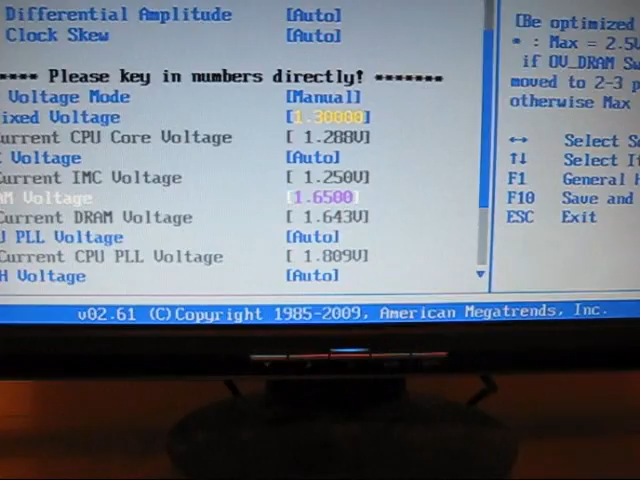 Differential Amplitude [Auto]
Clock Skew [Auto]
**** Please key in numbers directly! *******
Voltage Mode [Manual]
ixed Voltage [1.30000]
urrent CPU Core Voltage [ 1.288V]
Voltage [Auto]
Current IMC Voltage [ 1.250V]
AM Voltage [1.6500]
Current DRAM Voltage [ 1.643V]
U PLL Voltage [Auto]
Current CPU PLL Voltage [ 1.809V]
H Voltage [Auto]
[Be optimized
* : Max = 2.5V
if OV_DRAM Sw
moved to 2-3 p
otherwise Max
↔ Select S
↑↓ Select It
F1 General H
F10 Save and
ESC Exit
v02.61 (C)Copyright 1985-2009, American Megatrends, Inc.